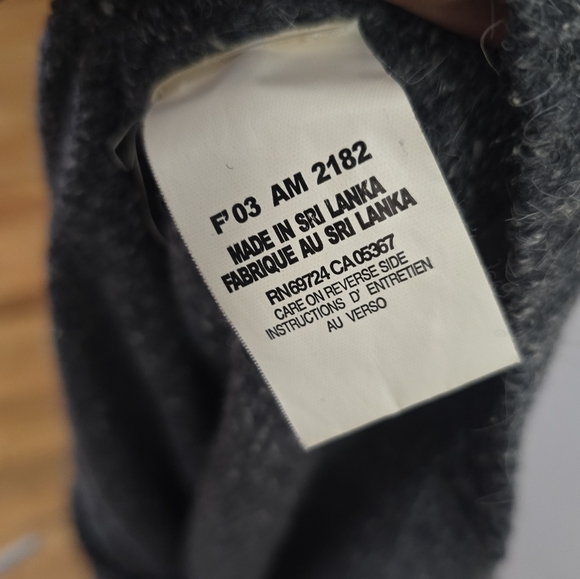 F'03 AM 2182
MADE IN SRI LANKA
FABRIQUE AU SRI LANKA
RN69724 CA05367
CARE ON REVERSE SIDE
INSTRUCTIONS D' ENTRETIEN
AU VERSO